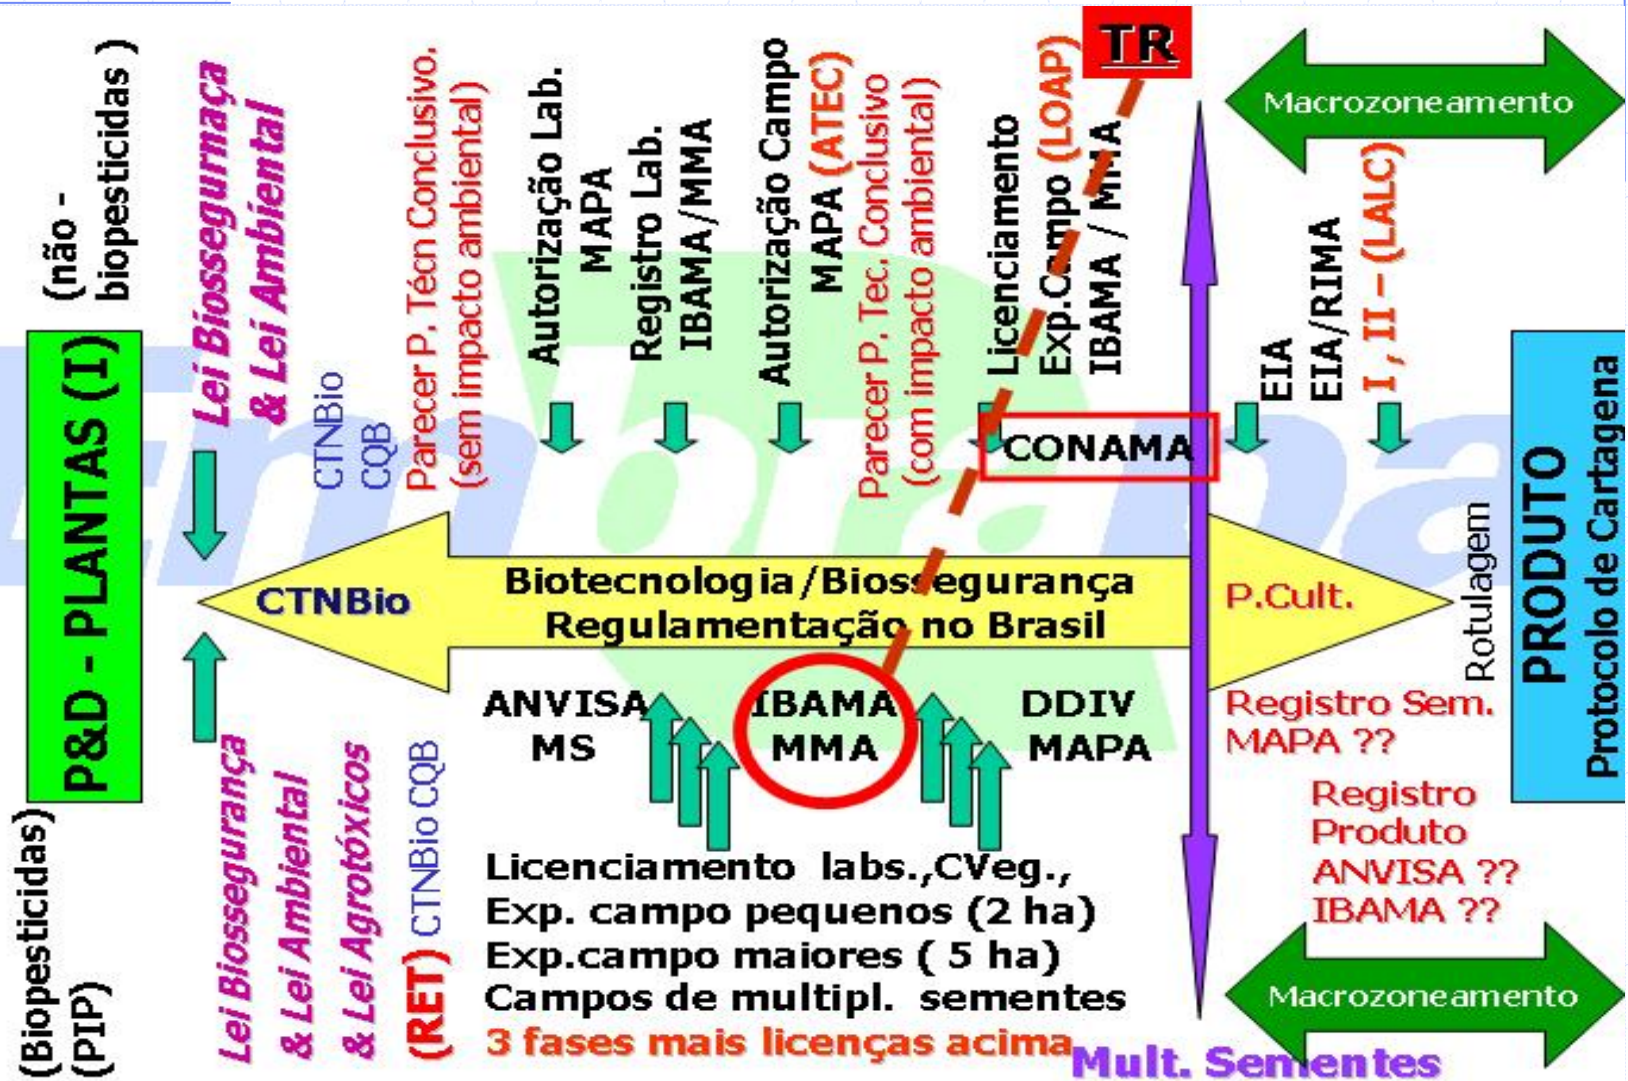 (não -
biopesticidas )
P&D - PLANTAS (I)
(Biopesticidas)
(PIP)
Lei Biossegurnaça
& Lei Ambiental
CTNBio
CQB
Parecer P. Técn Conclusivo.
(sem impacto ambiental)
Autorização Lab.
MAPA
Registro Lab.
IBAMA/MMA
Autorização Campo
MAPA (ATEC)
Parecer P. Tec. Conclusivo
(com impacto ambiental)
Licenciamento
Exp.Campo (LOAP)
IBAMA / MMA
TR
CONAMA
Macrozoneamento
EIA
EIA/RIMA
I , II – (LALC)
CTNBio
Biotecnologia/Biossegurança
Regulamentação no Brasil
P.Cult.
Rotulagem
PRODUTO
Protocolo de Cartagena
Lei Biossegurança
& Lei Ambiental
& Lei Agrotóxicos
(RET) CTNBio CQB
ANVISA
MS
IBAMA
MMA
DDIV
MAPA
Licenciamento labs.,CVeg.,
Exp. campo pequenos (2 ha)
Exp.campo maiores ( 5 ha)
Campos de multipl. sementes
3 fases mais licenças acima
Mult. Sementes
Registro Sem.
MAPA ??
Registro
Produto
ANVISA ??
IBAMA ??
Macrozoneamento
Embrapa